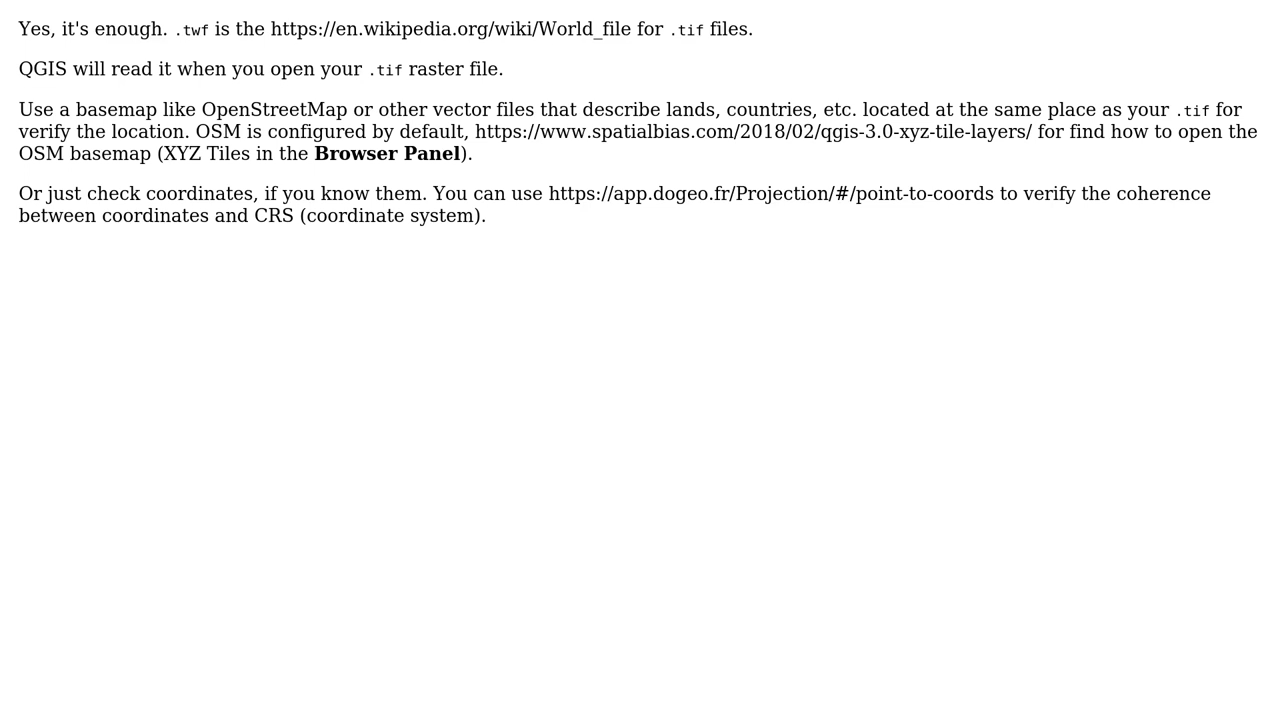 Yes, it's enough. .twf is the https://en.wikipedia.org/wiki/World_file for .tif files.
QGIS will read it when you open your .tif raster file.
Use a basemap like OpenStreetMap or other vector files that describe lands, countries, etc. located at the same place as your .tif for
verify the location. OSM is configured by default, https://www.spatialbias.com/2018/02/qgis-3.0-xyz-tile-layers/ for find how to open the
OSM basemap (XYZ Tiles in the Browser Panel).
Or just check coordinates, if you know them. You can use https://app.dogeo.fr/Projection/#/point-to-coords to verify the coherence
between coordinates and CRS (coordinate system).